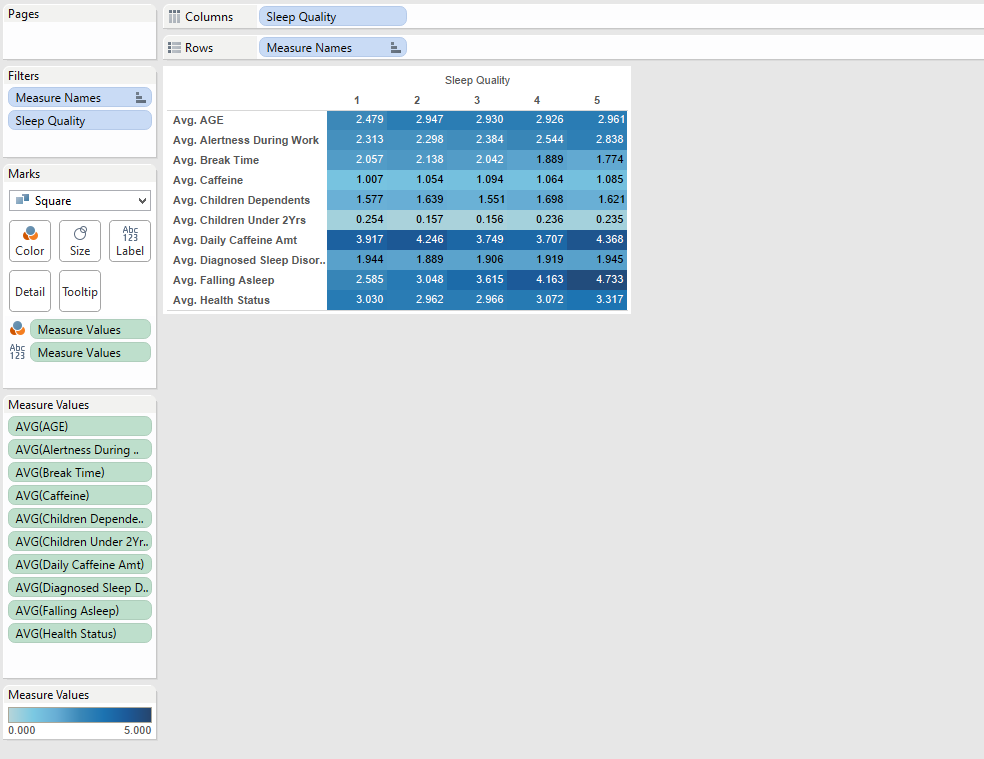 Pages
Columns
Sleep Quality
Rows
Measure Names
Filters
Measure Names
Sleep Quality
Marks
Square
Color
Size
Abc
123
Label
Detail
Tooltip
Measure Values
Abc
123
Measure Values
Measure Values
AVG(AGE)
AVG(Alertness During ..
AVG(Break Time)
AVG(Caffeine)
AVG(Children Depende..
AVG(Children Under 2Yr..
AVG(Daily Caffeine Amt)
AVG(Diagnosed Sleep D..
AVG(Falling Asleep)
AVG(Health Status)
Measure Values
0.000 5.000
Sleep Quality
1 2 3 4 5
Avg. AGE 2.479 2.947 2.930 2.926 2.961
Avg. Alertness During Work 2.313 2.298 2.384 2.544 2.838
Avg. Break Time 2.057 2.138 2.042 1.889 1.774
Avg. Caffeine 1.007 1.054 1.094 1.064 1.085
Avg. Children Dependents 1.577 1.639 1.551 1.698 1.621
Avg. Children Under 2Yrs 0.254 0.157 0.156 0.236 0.235
Avg. Daily Caffeine Amt 3.917 4.246 3.749 3.707 4.368
Avg. Diagnosed Sleep Disor.. 1.944 1.889 1.906 1.919 1.945
Avg. Falling Asleep 2.585 3.048 3.615 4.163 4.733
Avg. Health Status 3.030 2.962 2.966 3.072 3.317